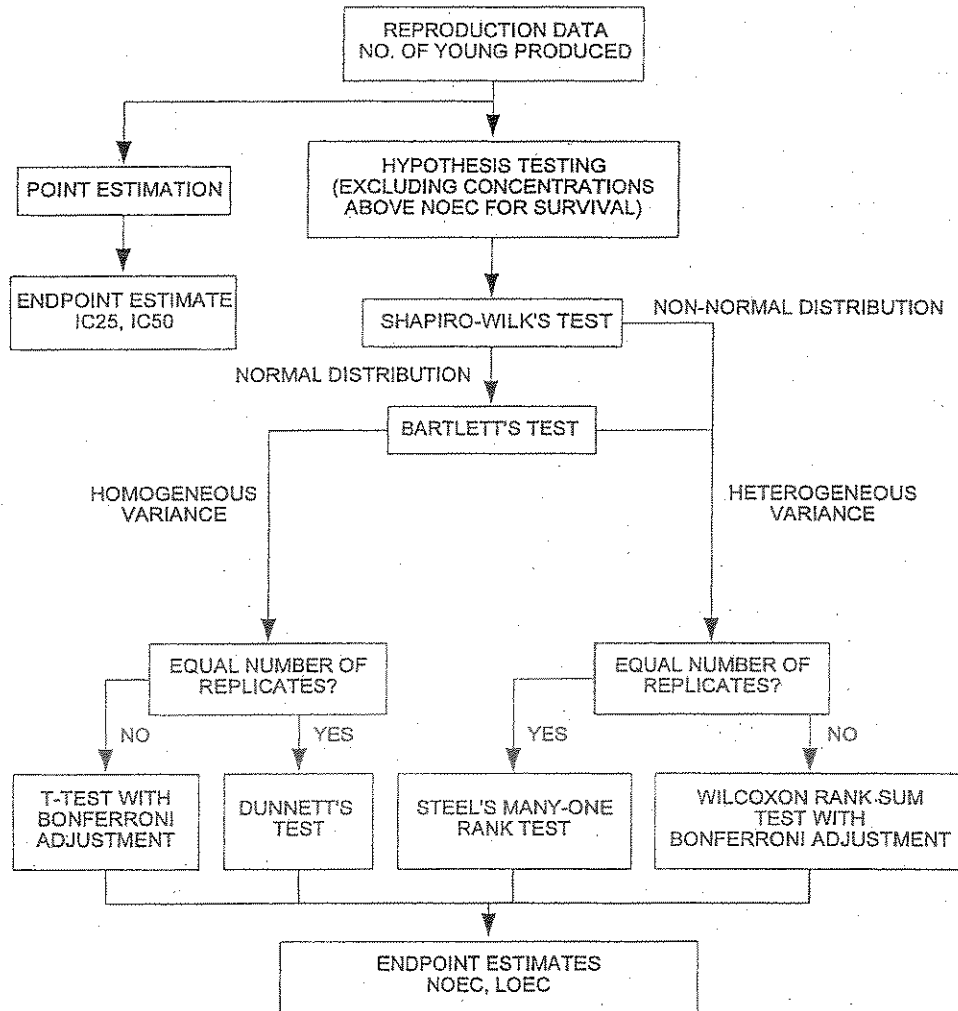 REPRODUCTION DATA
NO. OF YOUNG PRODUCED
HYPOTHESIS TESTING
(EXCLUDING CONCENTRATIONS
ABOVE NOEC FOR SURVIVAL)
POINT ESTIMATION
ENDPOINT ESTIMATE
IC25, IC50
SHAPIRO-WILK'S TEST
NON-NORMAL DISTRIBUTION
NORMAL DISTRIBUTION
BARTLETT'S TEST
HOMOGENEOUS
VARIANCE
HETEROGENEOUS
VARIANCE
EQUAL NUMBER OF
REPLICATES?
EQUAL NUMBER OF
REPLICATES?
NO
YES
YES
NO
T-TEST WITH
BONFERRONI
ADJUSTMENT
DUNNETT'S
TEST
STEEL'S MANY-ONE
RANK TEST
WILCOXON RANK SUM
TEST WITH
BONFERRONI ADJUSTMENT
ENDPOINT ESTIMATES
NOEC, LOEC